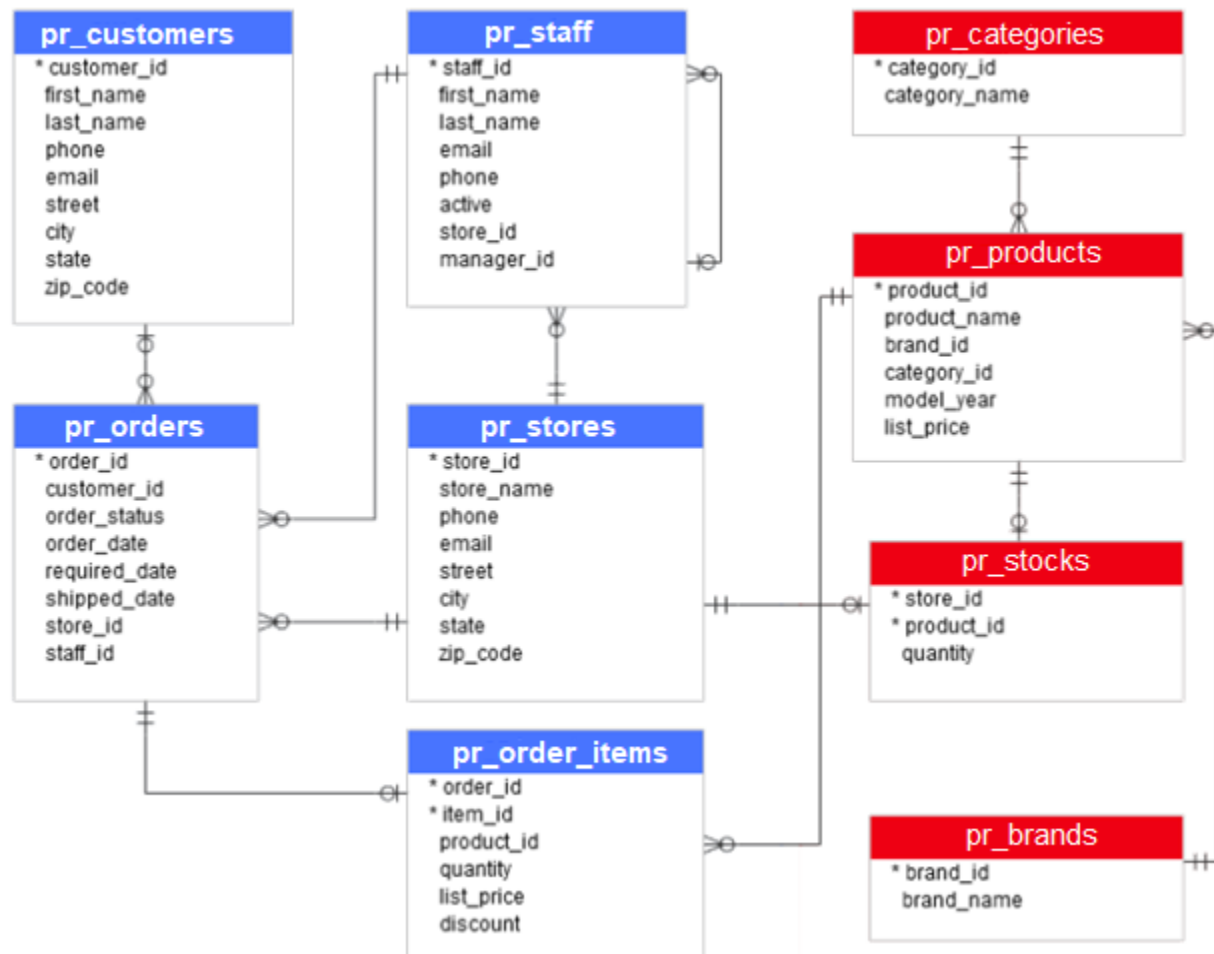 pr_customers
* customer_id
first_name
last_name
phone
email
street
city
state
zip_code
pr_staff
* staff_id
first_name
last_name
email
phone
active
store_id
manager_id
pr_categories
* category_id
category_name
pr_products
* product_id
product_name
brand_id
category_id
model_year
list_price
pr_orders
* order_id
customer_id
order_status
order_date
required_date
shipped_date
store_id
staff_id
pr_stores
* store_id
store_name
phone
email
street
city
state
zip_code
pr_stocks
* store_id
* product_id
quantity
pr_order_items
* order_id
* item_id
product_id
quantity
list_price
discount
pr_brands
* brand_id
brand_name